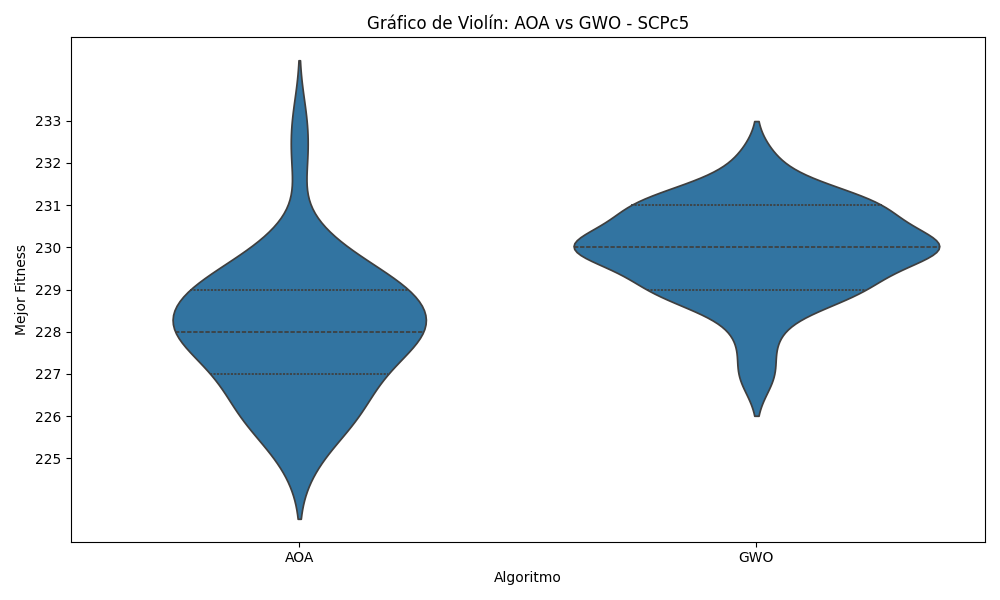 Gráfico de Violín: AOA vs GWO - SCPc5
Mejor Fitness
233
232
231
230
229
228
227
226
225
AOA
GWO
Algoritmo